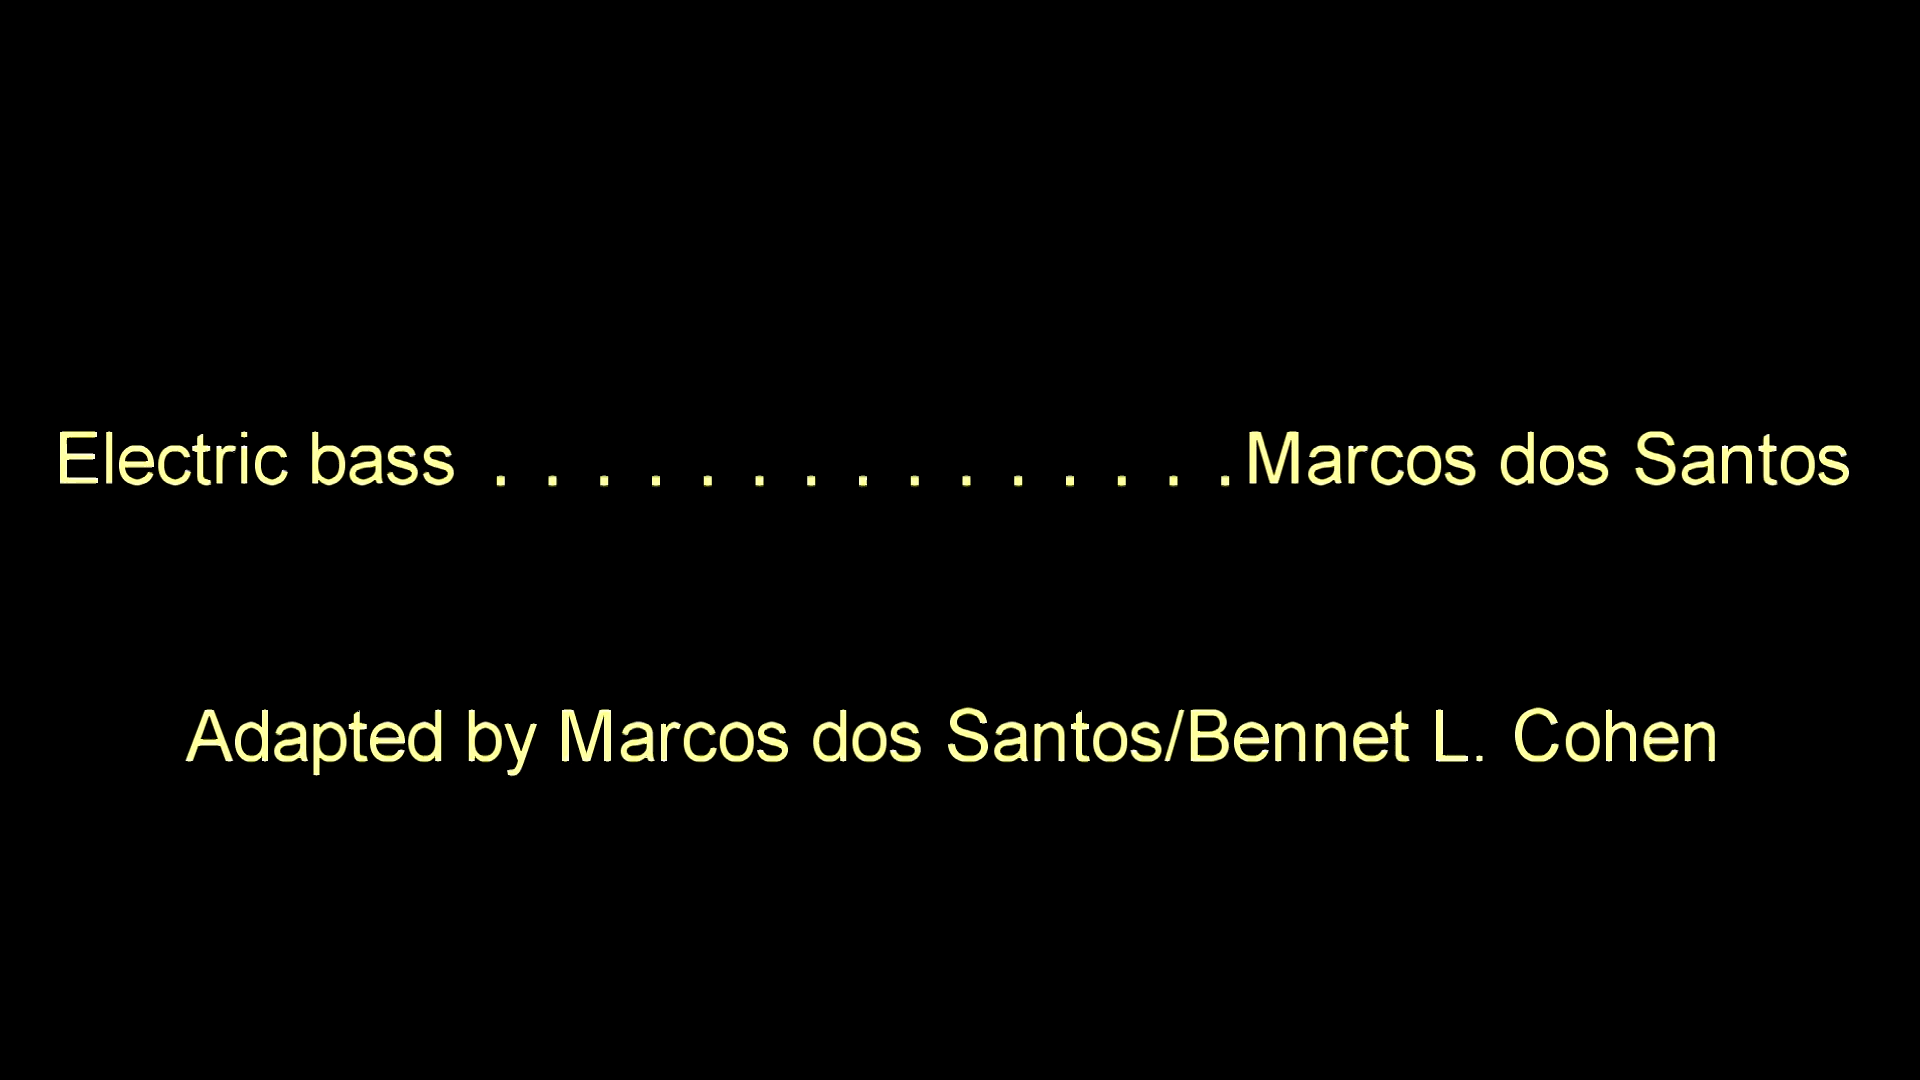 Electric bass . . . . . . . . . . . . . . . Marcos dos Santos
Adapted by Marcos dos Santos/Bennet L. Cohen